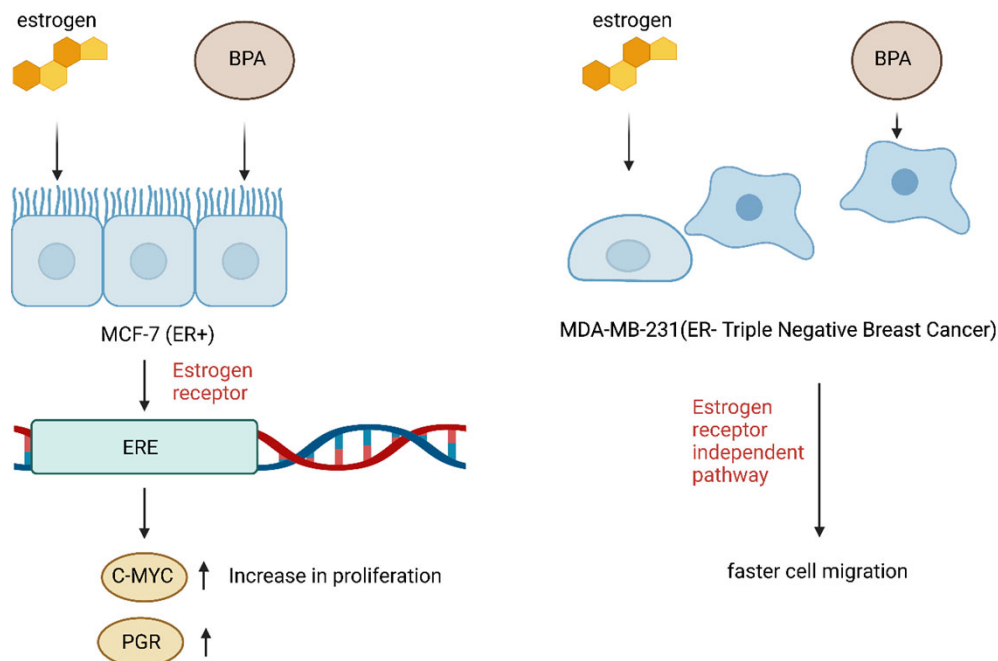 estrogen
BPA
MCF-7 (ER+)
Estrogen
receptor
ERE
C-MYC
Increase in proliferation
PGR
estrogen
BPA
MDA-MB-231(ER- Triple Negative Breast Cancer)
Estrogen
receptor
independent
pathway
faster cell migration